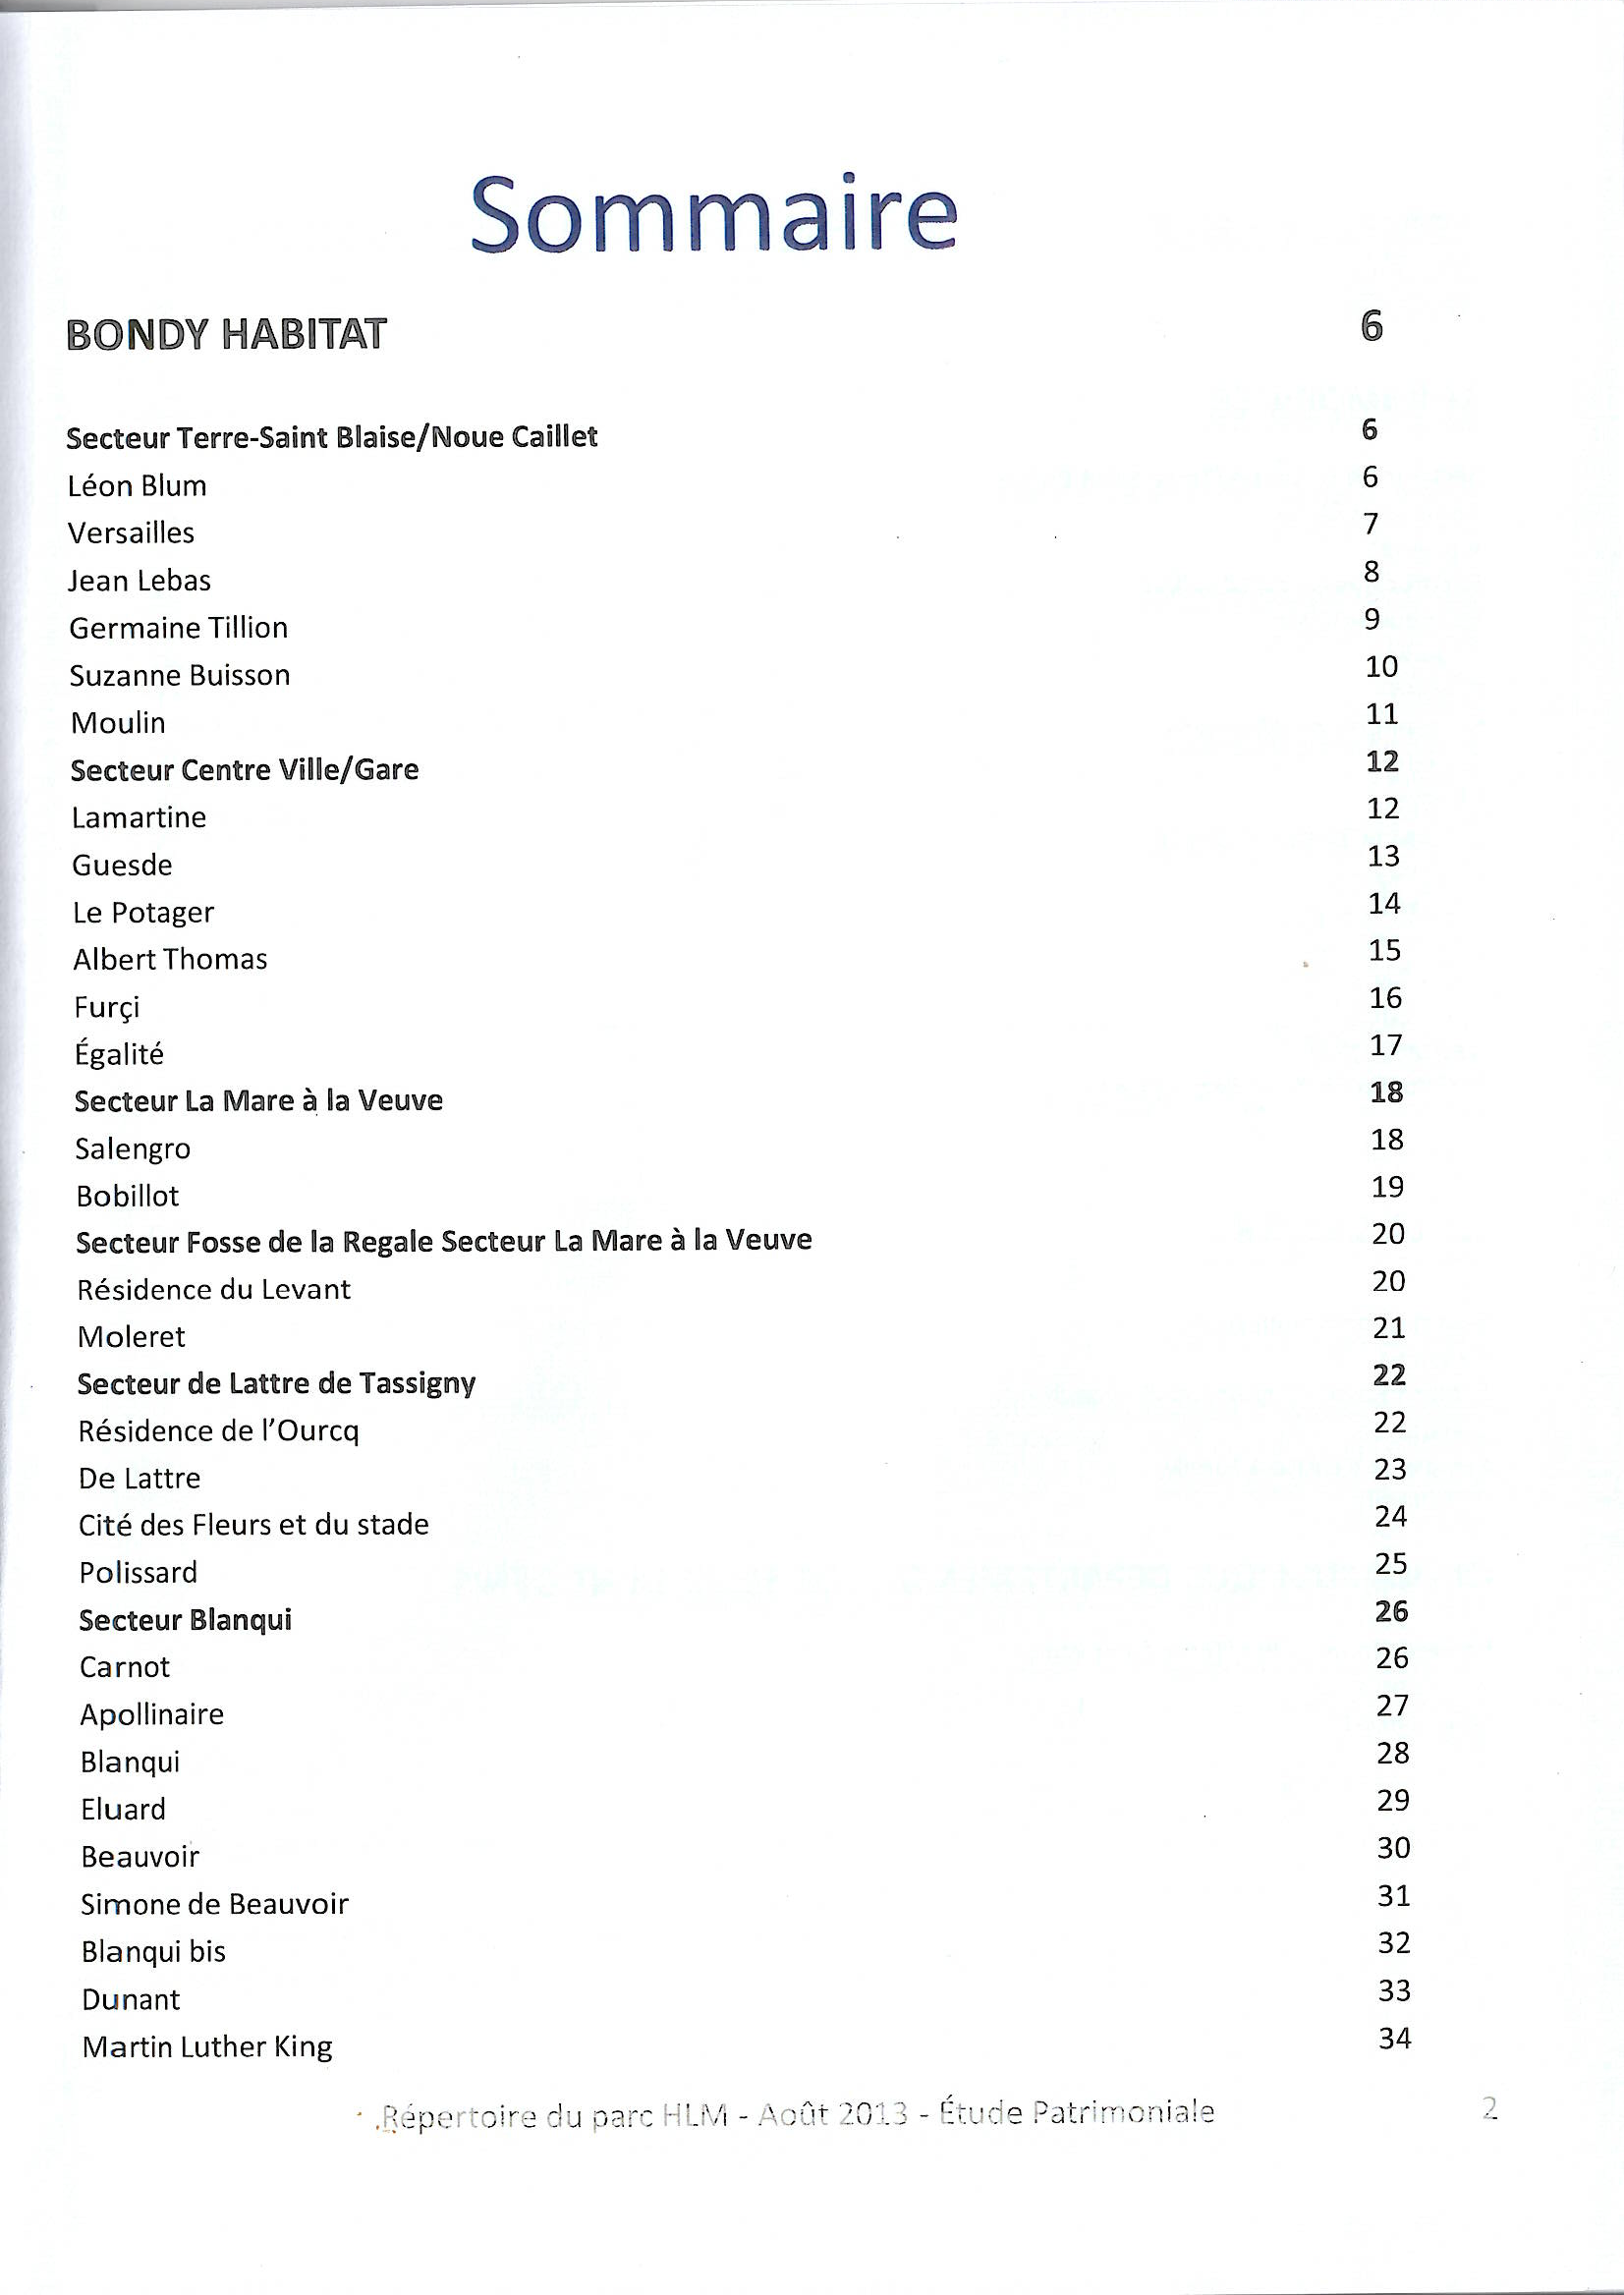 Sommaire
BONDY HABITAT 6
Secteur Terre-Saint Blaise/Noue Caillet 6
Léon Blum 6
Versailles 7
Jean Lebas 8
Germaine Tillion 9
Suzanne Buisson 10
Moulin 11
Secteur Centre Ville/Gare 12
Lamartine 12
Guesde 13
Le Potager 14
Albert Thomas 15
Furçi 16
Égalité 17
Secteur La Mare à la Veuve 18
Salengro 18
Bobillot 19
Secteur Fosse de la Regale Secteur La Mare à la Veuve 20
Résidence du Levant 20
Moleret 21
Secteur de Lattre de Tassigny 22
Résidence de l'Ourcq 22
De Lattre 23
Cité des Fleurs et du stade 24
Polissard 25
Secteur Blanqui 26
Carnot 26
Apollinaire 27
Blanqui 28
Eluard 29
Beauvoir 30
Simone de Beauvoir 31
Blanqui bis 32
Dunant 33
Martin Luther King 34
Répertoire du parc HLM - Août 2013 - Étude Patrimoniale 2